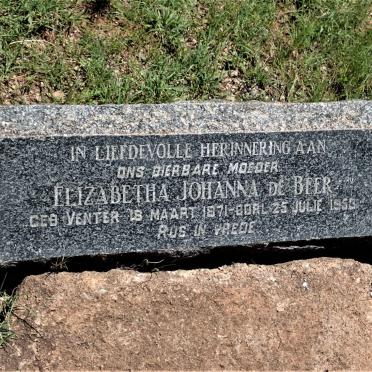 IN LIEFDEVOLLE HERINNERING AAN
ONS DIERBARE MOEDER
ELIZABETHA JOHANNA DE BEER
GEB VENTER 18 MAART 1871-OORL 25 JULIE 1953
RUS IN VREDE